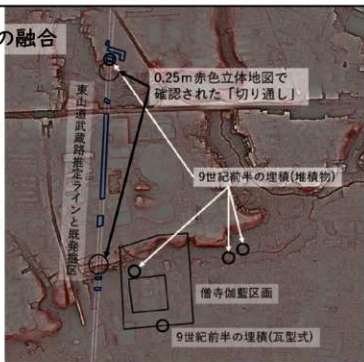 の融合
0.25m赤色立体地図で
確認された「切り通し」
東山道武蔵路推定ラインと既発掘区
9世紀前半の埋積(堆積物)
僧寺伽藍区画
9世紀前半の埋積(瓦型式)